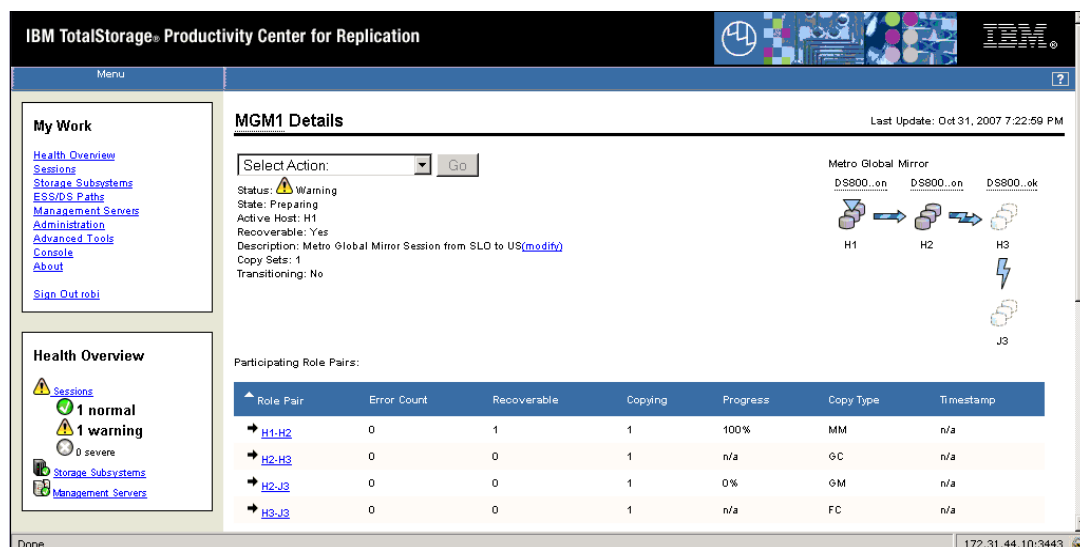 IBM TotalStorage® Productivity Center for Replication
IBM®
Menu
?
My Work
Health Overview
Sessions
Storage Subsystems
ESS/DS Paths
Management Servers
Administration
Advanced Tools
Console
About
Sign Out robi
Health Overview
Sessions
1 normal
1 warning
0 severe
Storage Subsystems
Management Servers
MGM1 Details
Last Update: Oct 31, 2007 7:22:59 PM
Select Action: Go
Status: Warning
State: Preparing
Active Host: H1
Recoverable: Yes
Description: Metro Global Mirror Session from SLO to US(modify)
Copy Sets: 1
Transitioning: No
Metro Global Mirror
DS800..on DS800..on DS800..ok
H1 H2 H3
J3
Participating Role Pairs:
Role Pair Error Count Recoverable Copying Progress Copy Type Timestamp
H1-H2 0 1 1 100% MM n/a
H2-H3 0 0 1 n/a GC n/a
H2-J3 0 0 1 0% GM n/a
H3-J3 0 0 1 n/a FC n/a
Done 172.31.44.10:3443